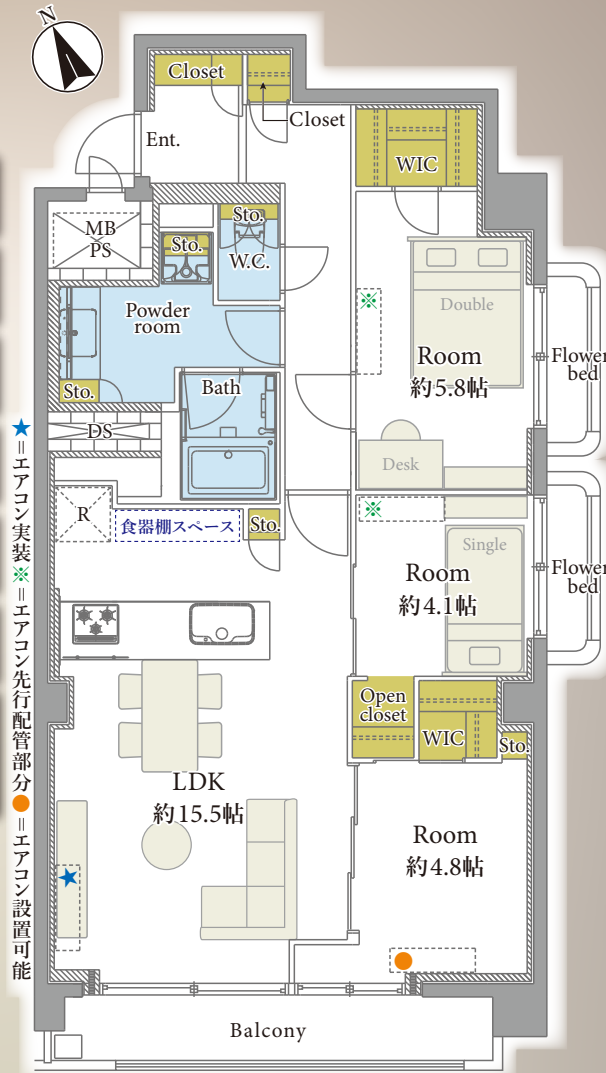 N
Closet
Closet
Ent.
WIC
MB
PS
Sto.
Sto.
W.C.
Powder
room
Double
Room
約5.8帖
Flower
bed
※
Sto.
Bath
DS
Desk
R
食器棚スペース
Sto.
※
Single
Room
約4.1帖
Flower
bed
Open
closet
WIC
Sto.
LDK
約15.5帖
Room
約4.8帖
★
●
Balcony
★=エアコン実装 ※=エアコン先行配管部分 ●=エアコン設置可能